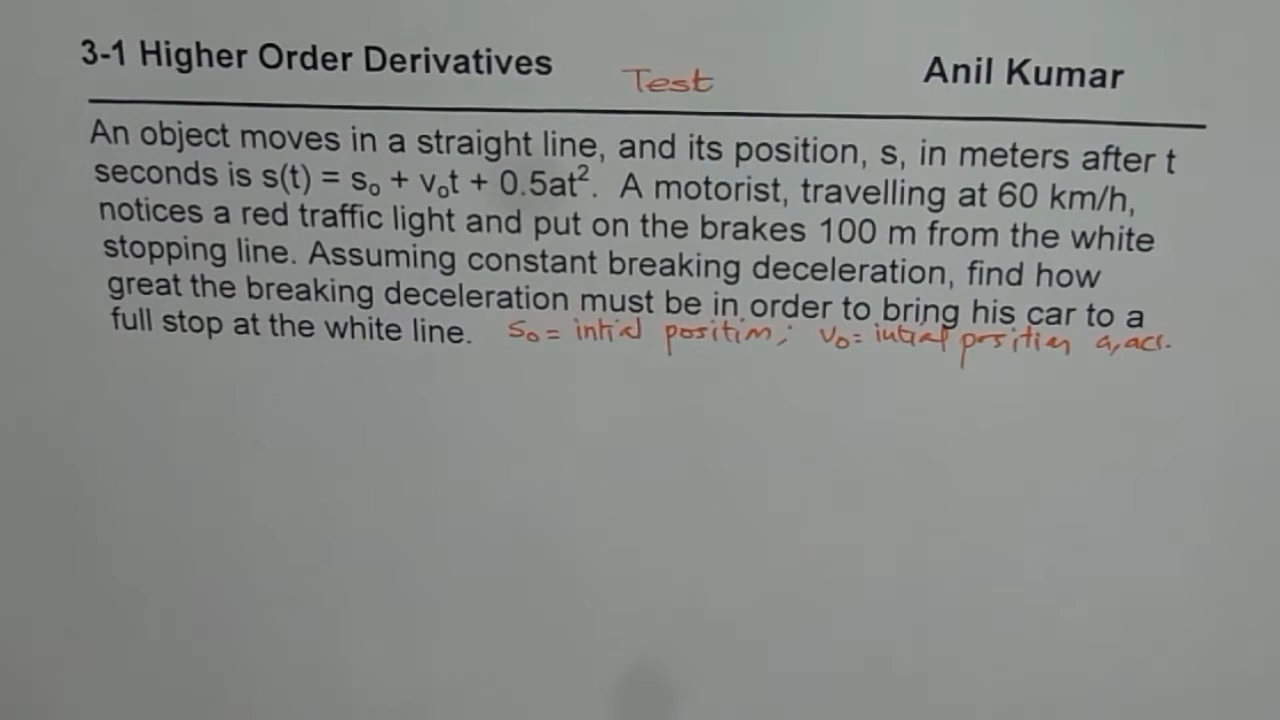 3-1 Higher Order Derivatives Test Anil Kumar
An object moves in a straight line, and its position, s, in meters after t
seconds is s(t) = s₀ + v₀t + 0.5at². A motorist, travelling at 60 km/h,
notices a red traffic light and put on the brakes 100 m from the white
stopping line. Assuming constant breaking deceleration, find how
great the breaking deceleration must be in order to bring his car to a
full stop at the white line. s₀ = intial position; v₀ = intial position a, acc.